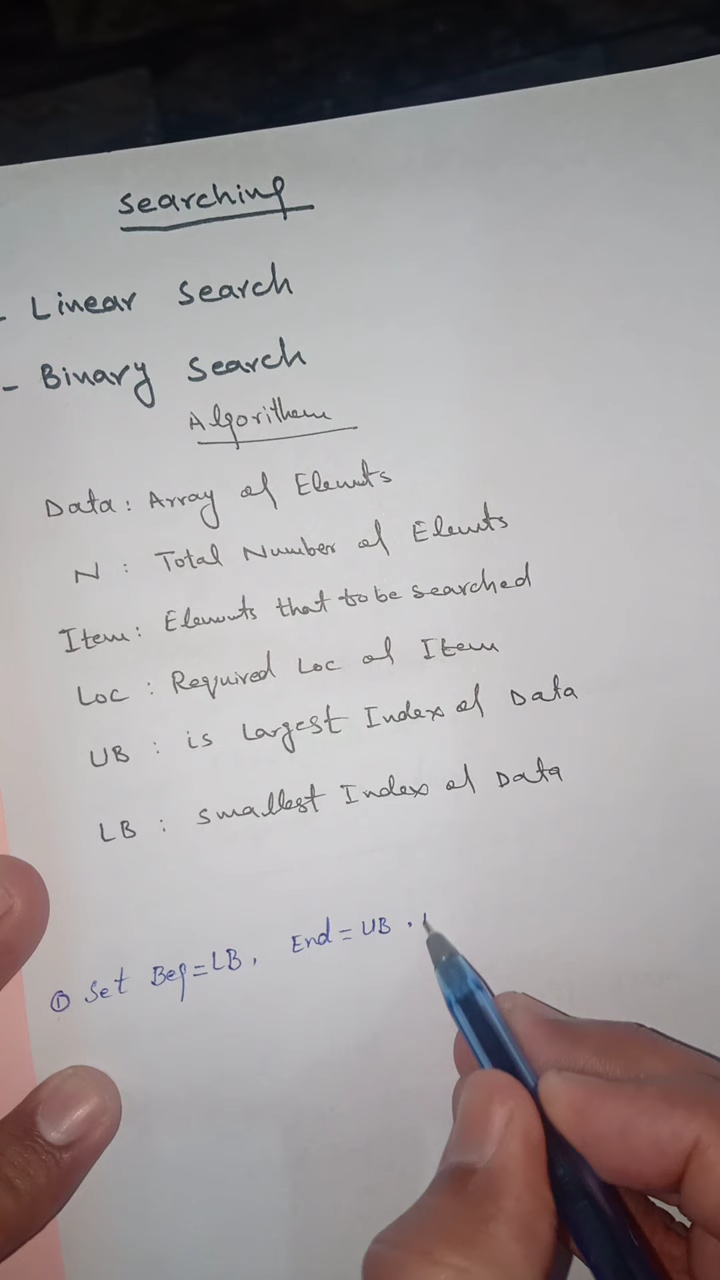 Searching
- Linear Search
- Binary Search
Algorithem
Data: Array of Elements
N : Total Number of Elemts
Item: Elements that to be searched
Loc : Required Loc of Item
UB : is Largest Index of Data
LB : Smallest Index of Data
① Set Beg=LB, End=UB,